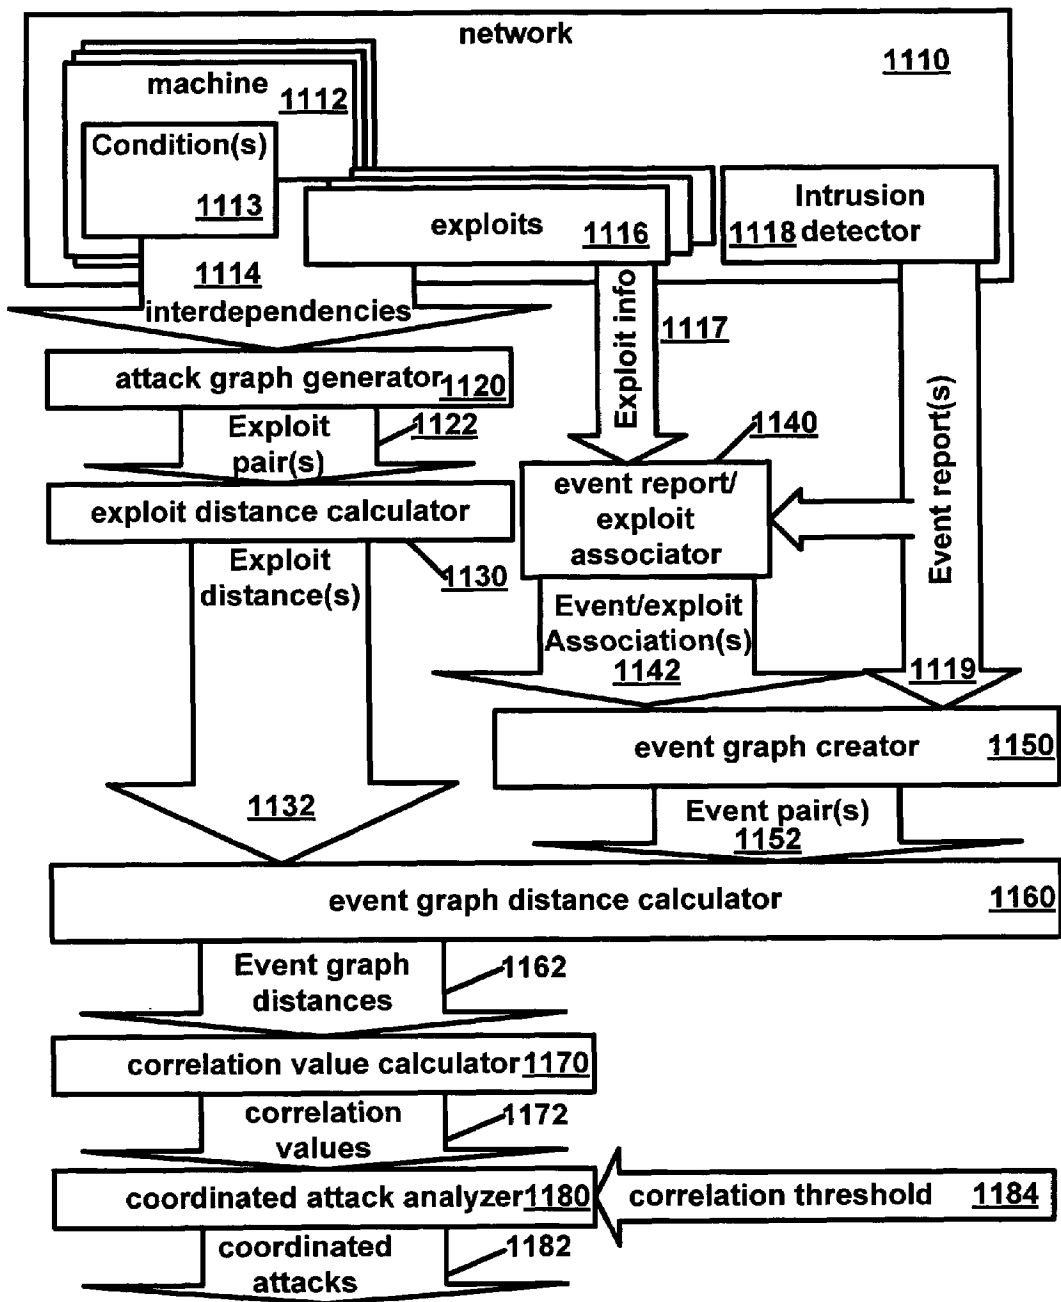 network
1110
machine
1112
Condition(s)
1113
exploits
1116
Intrusion
1118 detector
1114
interdependencies
Exploit info
1117
Event report(s)
1119
attack graph generator
1120
Exploit
pair(s)
1122
exploit distance calculator
1130
1140
event report/
exploit
associator
Exploit
distance(s)
1132
Event/exploit
Association(s)
1142
event graph creator
1150
Event pair(s)
1152
event graph distance calculator
1160
Event graph
distances
1162
correlation value calculator 1170
correlation
values
1172
coordinated attack analyzer 1180
correlation threshold 1184
coordinated
attacks
1182